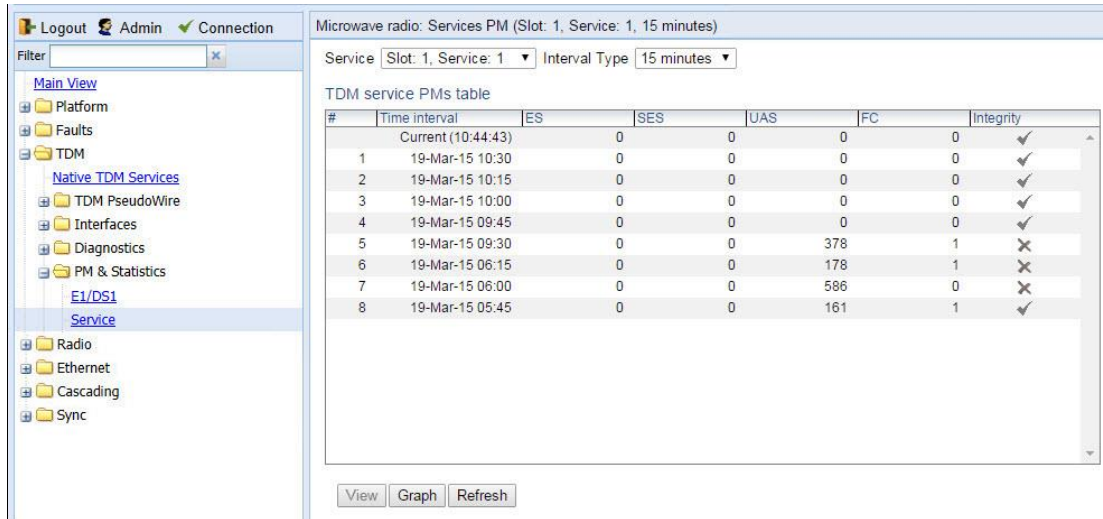 Logout Admin Connection
Filter
Main View
Platform
Faults
TDM
Native TDM Services
TDM PseudoWire
Interfaces
Diagnostics
PM & Statistics
E1/DS1
Service
Radio
Ethernet
Cascading
Sync
Microwave radio: Services PM (Slot: 1, Service: 1, 15 minutes)
Service Slot: 1, Service: 1 Interval Type 15 minutes
TDM service PMs table
# Time interval ES SES UAS FC Integrity
Current (10:44:43) 0 0 0 0
1 19-Mar-15 10:30 0 0 0 0
2 19-Mar-15 10:15 0 0 0 0
3 19-Mar-15 10:00 0 0 0 0
4 19-Mar-15 09:45 0 0 0 0
5 19-Mar-15 09:30 0 0 378 1
6 19-Mar-15 06:15 0 0 178 1
7 19-Mar-15 06:00 0 0 586 0
8 19-Mar-15 05:45 0 0 161 1
View Graph Refresh